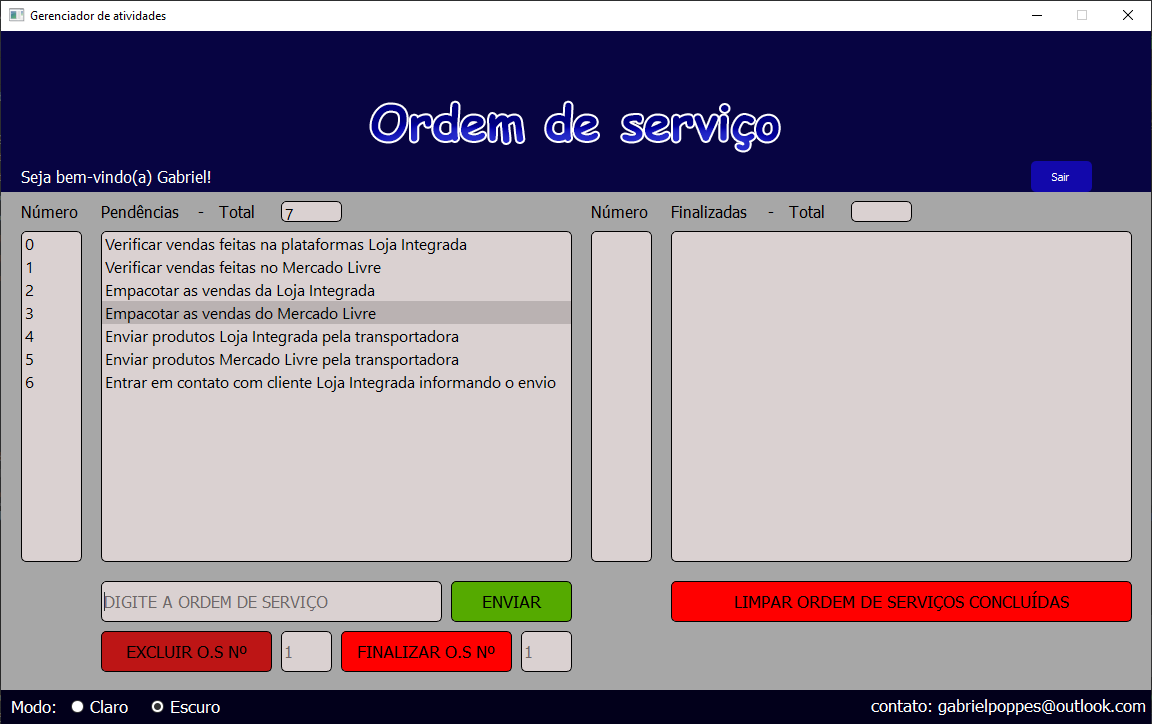 Gerenciador de atividades
Ordem de serviço
Seja bem-vindo(a) Gabriel!
Sair
Número Pendências - Total 7 Número Finalizadas - Total
0 Verificar vendas feitas na plataformas Loja Integrada
1 Verificar vendas feitas no Mercado Livre
2 Empacotar as vendas da Loja Integrada
3 Empacotar as vendas do Mercado Livre
4 Enviar produtos Loja Integrada pela transportadora
5 Enviar produtos Mercado Livre pela transportadora
6 Entrar em contato com cliente Loja Integrada informando o envio
DIGITE A ORDEM DE SERVIÇO ENVIAR LIMPAR ORDEM DE SERVIÇOS CONCLUÍDAS
EXCLUIR O.S Nº 1 FINALIZAR O.S Nº 1
Modo: Claro Escuro contato: gabrielpoppes@outlook.com